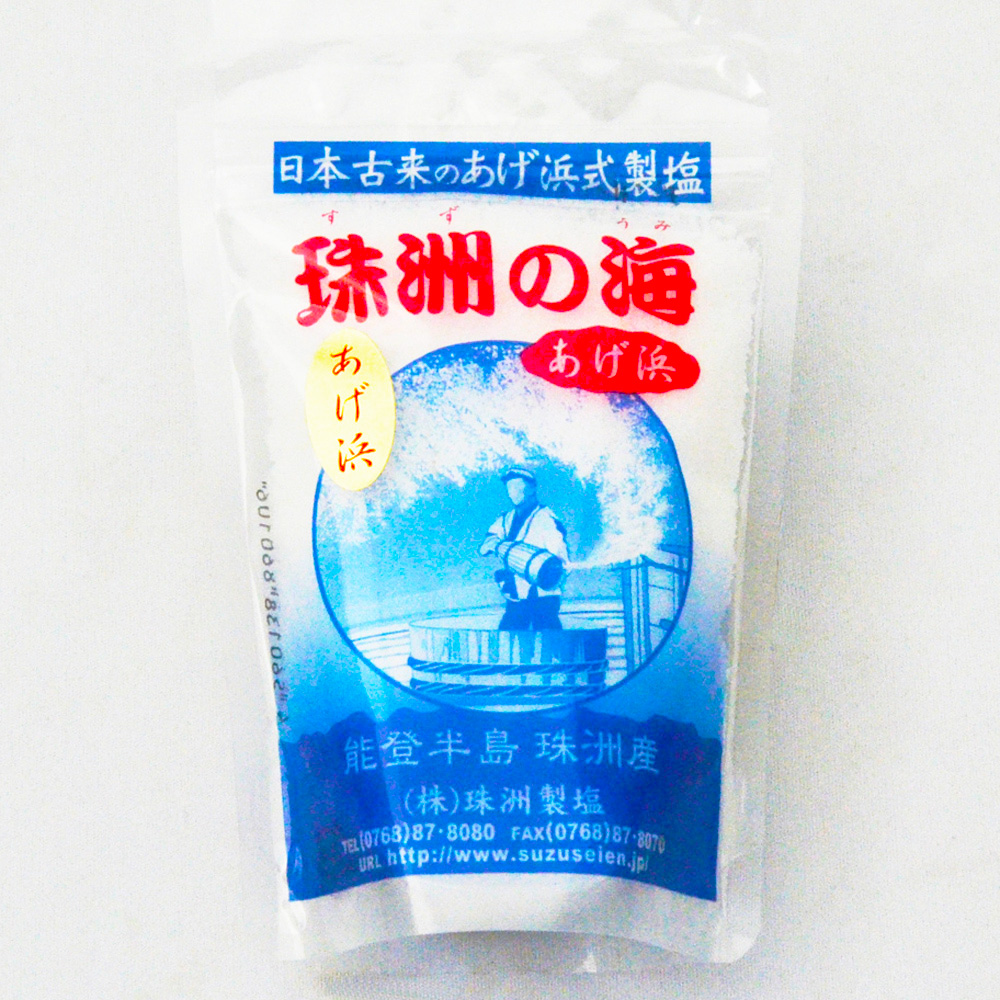 日本古来のあげ浜式製塩
すず うみ
珠洲の海
あげ浜
あげ浜
能登半島 珠洲産
(株)珠洲製塩
TEL(0768)87・8080 FAX(0768)87・8070
URL http://www.suzuseien.jp/